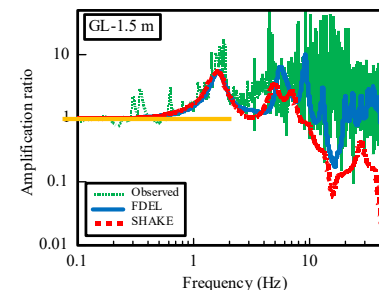 GL-1.5 m
10
1
0.1
0.01
Amplification ratio
Observed
FDEL
SHAKE
0.1
1
10
Frequency (Hz)